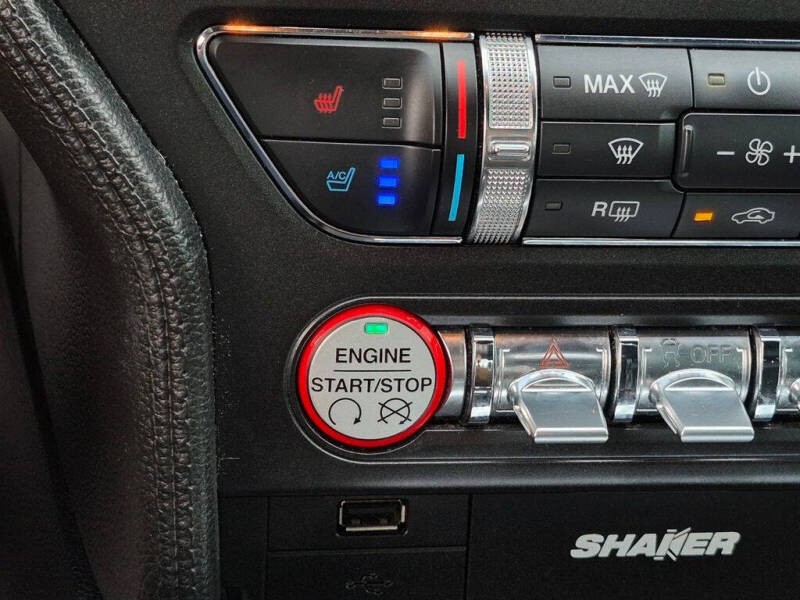 MAX
A/C
R
ENGINE
START/STOP
OFF
SHAKER